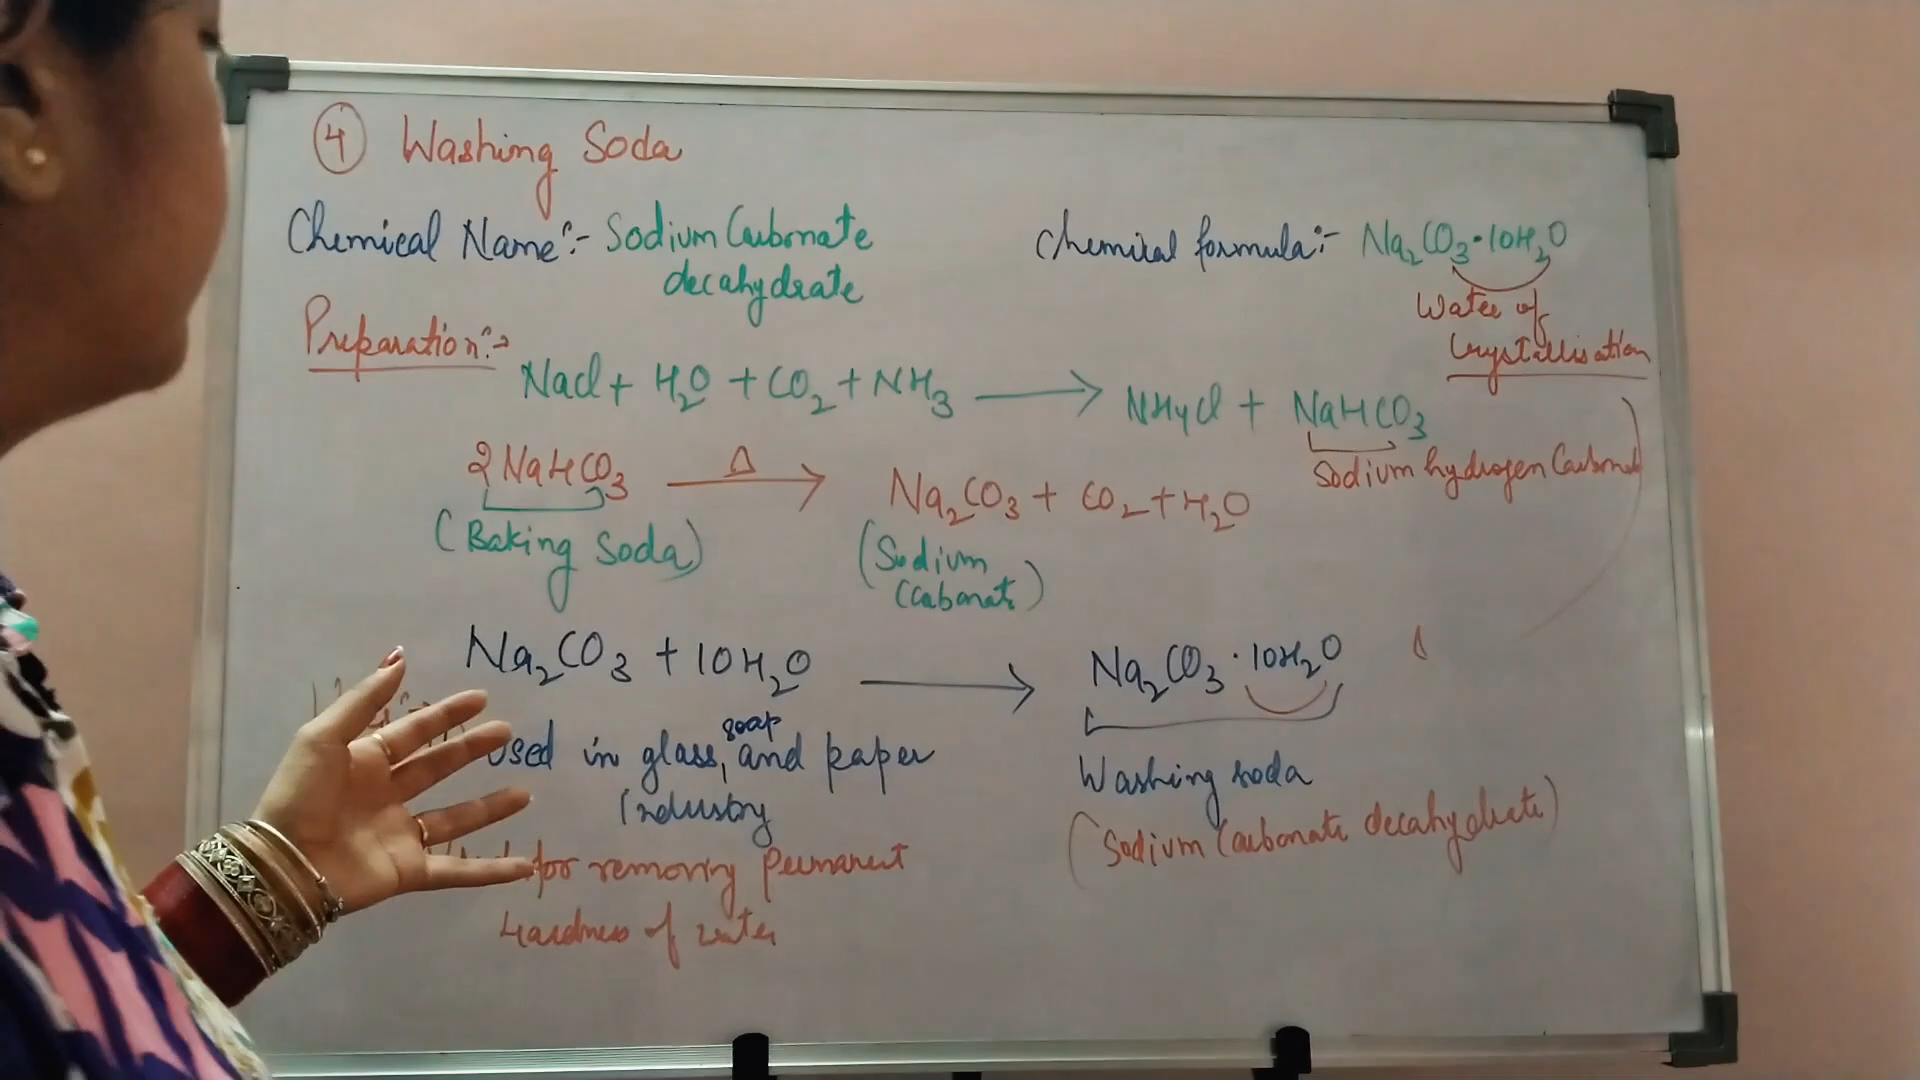 ④ Washing Soda
Chemical Name :- Sodium Carbonate
decahydrate
Chemical formula :- Na₂CO₃·10H₂O
Water of
Crystallisation
Preparation :→
NaCl + H₂O + CO₂ + NH₃ ⟶ NH₄Cl + NaHCO₃
Sodium hydrogen Carbonate
2NaHCO₃ —Δ→ Na₂CO₃ + CO₂ + H₂O
(Baking Soda) (Sodium
Carbonate)
Na₂CO₃ + 10H₂O ⟶ Na₂CO₃·10H₂O
Used in glass, soap and paper
Industry
Washing soda
(Sodium Carbonate decahydrate)
for removing permanent
hardness of water